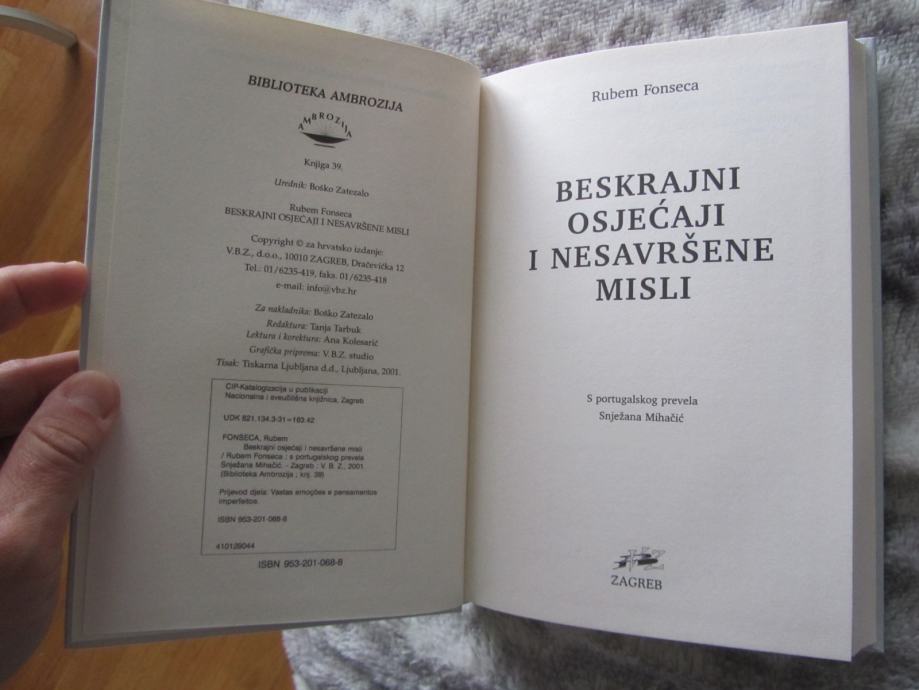 BIBLIOTEKA AMBROZIJA
AMBROZIJA
Knjiga 39.
Urednik: Boško Zatezalo
Rubem Fonseca
BESKRAJNI OSJEĆAJI I NESAVRŠENE MISLI
Copyright © za hrvatsko izdanje:
V.B.Z., d.o.o., 10010 ZAGREB, Dračevička 12
Tel.: 01/6235-419, faks. 01/6235-418
e-mail: info@vbz.hr
Za nakladnika: Boško Zatezalo
Redaktura: Tanja Tarbuk
Lektura i korektura: Ana Kolesarić
Grafička priprema: V.B.Z. studio
Tisak: Tiskarna Ljubljana d.d., Ljubljana, 2001.
CIP-Katalogizacija u publikaciji
Nacionalna i sveučilišna knjižnica, Zagreb
UDK 821.134.3-31=163.42
FONSECA, Rubem
Beskrajni osjećaji i nesavršene misli
/ Rubem Fonseca ; s portugalskog prevela
Snježana Mihačić. - Zagreb : V. B. Z., 2001.
(Biblioteka Ambrozija ; knj. 39)
Prijevod djela: Vastas emoções e pensamentos
imperfeitos.
ISBN 953-201-068-8
410129044
ISBN 953-201-068-8
Rubem Fonseca
BESKRAJNI
OSJEĆAJI
I NESAVRŠENE
MISLI
S portugalskog prevela
Snježana Mihačić
VBZ
ZAGREB